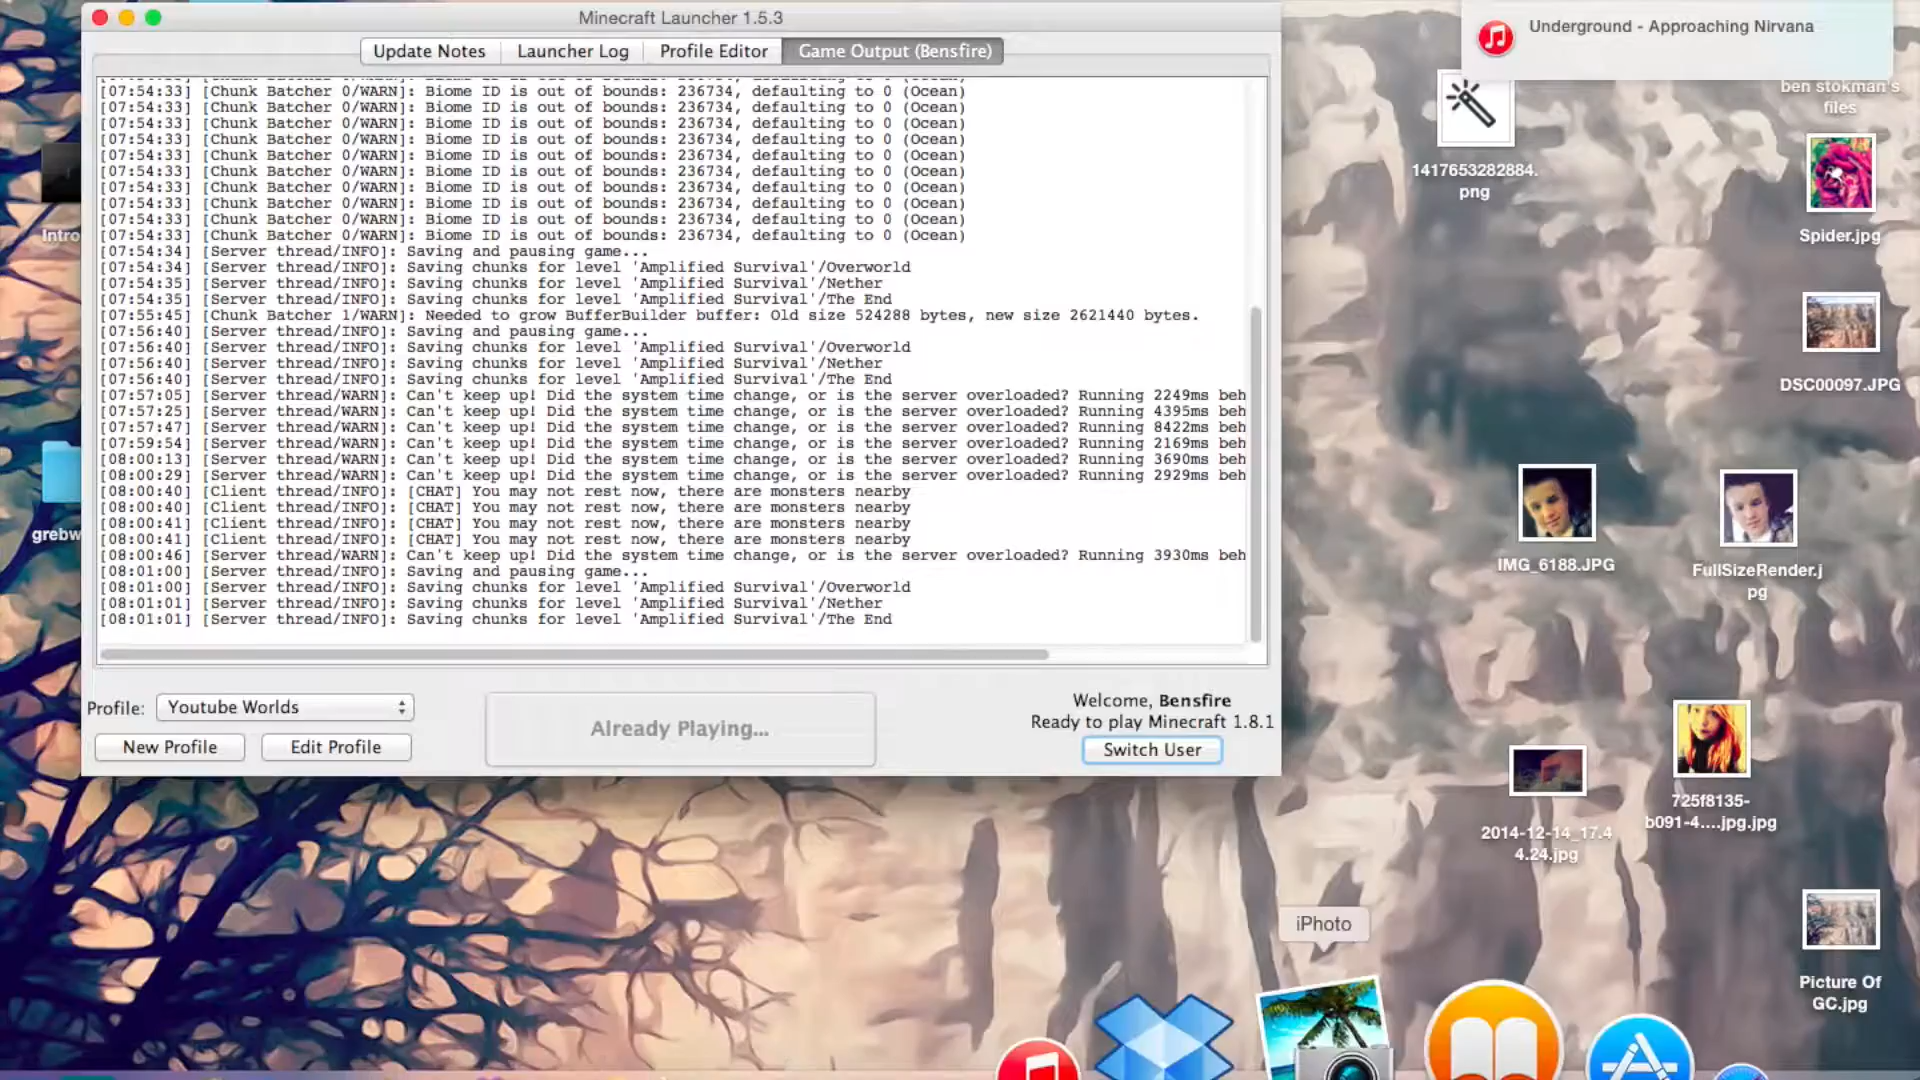 Minecraft Launcher 1.5.3
Update Notes
Launcher Log
Profile Editor
Game Output (Bensfire)
[07:54:33] [Chunk Batcher 0/WARN]: Biome ID is out of bounds: 236734, defaulting to 0 (Ocean)
[07:54:33] [Chunk Batcher 0/WARN]: Biome ID is out of bounds: 236734, defaulting to 0 (Ocean)
[07:54:33] [Chunk Batcher 0/WARN]: Biome ID is out of bounds: 236734, defaulting to 0 (Ocean)
[07:54:33] [Chunk Batcher 0/WARN]: Biome ID is out of bounds: 236734, defaulting to 0 (Ocean)
[07:54:33] [Chunk Batcher 0/WARN]: Biome ID is out of bounds: 236734, defaulting to 0 (Ocean)
[07:54:33] [Chunk Batcher 0/WARN]: Biome ID is out of bounds: 236734, defaulting to 0 (Ocean)
[07:54:33] [Chunk Batcher 0/WARN]: Biome ID is out of bounds: 236734, defaulting to 0 (Ocean)
[07:54:33] [Chunk Batcher 0/WARN]: Biome ID is out of bounds: 236734, defaulting to 0 (Ocean)
[07:54:33] [Chunk Batcher 0/WARN]: Biome ID is out of bounds: 236734, defaulting to 0 (Ocean)
[07:54:33] [Chunk Batcher 0/WARN]: Biome ID is out of bounds: 236734, defaulting to 0 (Ocean)
[07:54:34] [Server thread/INFO]: Saving and pausing game...
[07:54:34] [Server thread/INFO]: Saving chunks for level 'Amplified Survival'/Overworld
[07:54:35] [Server thread/INFO]: Saving chunks for level 'Amplified Survival'/Nether
[07:54:35] [Server thread/INFO]: Saving chunks for level 'Amplified Survival'/The End
[07:55:45] [Chunk Batcher 1/WARN]: Needed to grow BufferBuilder buffer: Old size 524288 bytes, new size 2621440 bytes.
[07:56:40] [Server thread/INFO]: Saving and pausing game...
[07:56:40] [Server thread/INFO]: Saving chunks for level 'Amplified Survival'/Overworld
[07:56:40] [Server thread/INFO]: Saving chunks for level 'Amplified Survival'/Nether
[07:56:40] [Server thread/INFO]: Saving chunks for level 'Amplified Survival'/The End
[07:57:05] [Server thread/WARN]: Can't keep up! Did the system time change, or is the server overloaded? Running 2249ms beh
[07:57:25] [Server thread/WARN]: Can't keep up! Did the system time change, or is the server overloaded? Running 4395ms beh
[07:57:47] [Server thread/WARN]: Can't keep up! Did the system time change, or is the server overloaded? Running 8422ms beh
[07:59:54] [Server thread/WARN]: Can't keep up! Did the system time change, or is the server overloaded? Running 2169ms beh
[08:00:13] [Server thread/WARN]: Can't keep up! Did the system time change, or is the server overloaded? Running 3690ms beh
[08:00:29] [Server thread/WARN]: Can't keep up! Did the system time change, or is the server overloaded? Running 2929ms beh
[08:00:40] [Client thread/INFO]: [CHAT] You may not rest now, there are monsters nearby
[08:00:40] [Client thread/INFO]: [CHAT] You may not rest now, there are monsters nearby
[08:00:41] [Client thread/INFO]: [CHAT] You may not rest now, there are monsters nearby
[08:00:41] [Client thread/INFO]: [CHAT] You may not rest now, there are monsters nearby
[08:00:46] [Server thread/WARN]: Can't keep up! Did the system time change, or is the server overloaded? Running 3930ms beh
[08:01:00] [Server thread/INFO]: Saving and pausing game...
[08:01:00] [Server thread/INFO]: Saving chunks for level 'Amplified Survival'/Overworld
[08:01:01] [Server thread/INFO]: Saving chunks for level 'Amplified Survival'/Nether
[08:01:01] [Server thread/INFO]: Saving chunks for level 'Amplified Survival'/The End
Profile:
Youtube Worlds
New Profile
Edit Profile
Already Playing...
Welcome, Bensfire
Ready to play Minecraft 1.8.1
Switch User
Intro
grebw
Underground - Approaching Nirvana
ben stokman's
files
1417653282884.
png
Spider.jpg
DSC00097.JPG
IMG_6188.JPG
FullSizeRender.j
pg
725f8135-
b091-4....jpg.jpg
2014-12-14_17.4
4.24.jpg
Picture Of
GC.jpg
iPhoto